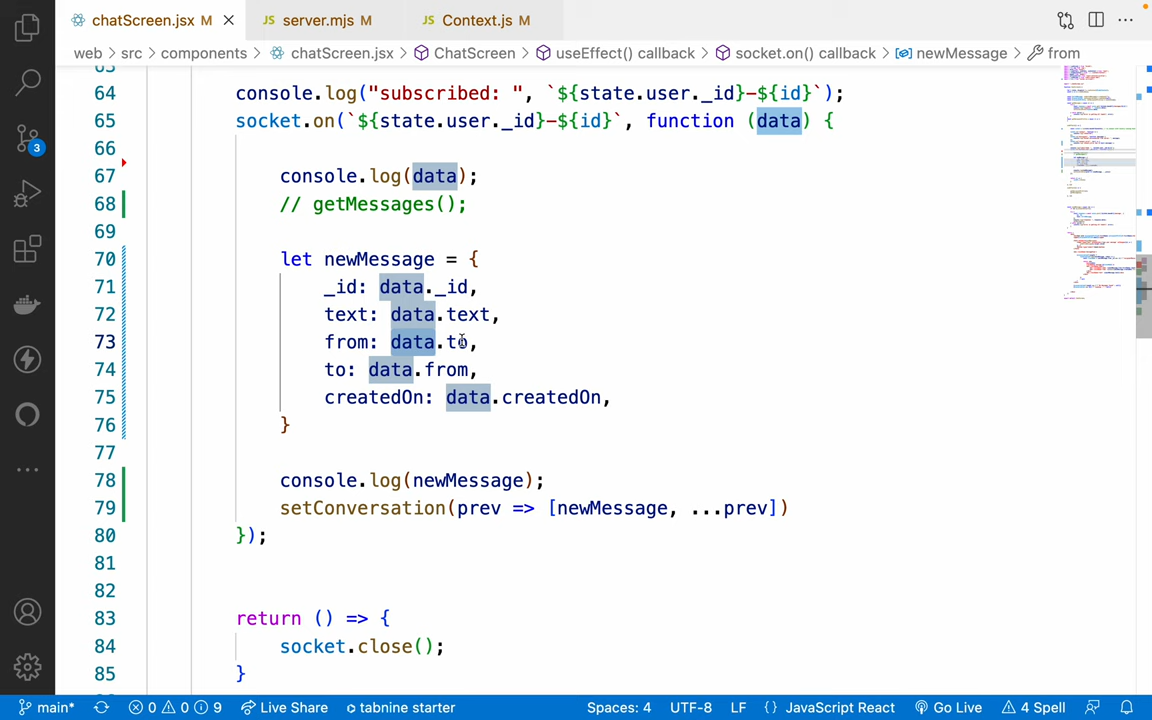 chatScreen.jsx M × JS server.mjs M JS Context.js M
web > src > components > chatScreen.jsx > ChatScreen > useEffect() callback > socket.on() callback > newMessage > from
64 console.log("subscribed: ", `${state.user._id}-${id}`);
65 socket.on(`${state.user._id}-${id}`, function (data) {
66
67 console.log(data);
68 // getMessages();
69
70 let newMessage = {
71 _id: data._id,
72 text: data.text,
73 from: data.to,
74 to: data.from,
75 createdOn: data.createdOn,
76 }
77
78 console.log(newMessage);
79 setConversation(prev => [newMessage, ...prev])
80 });
81
82
83 return () => {
84 socket.close();
85 }
3
main* 0 0 9 Live Share tabnine starter Spaces: 4 UTF-8 LF {} JavaScript React Go Live 4 Spell